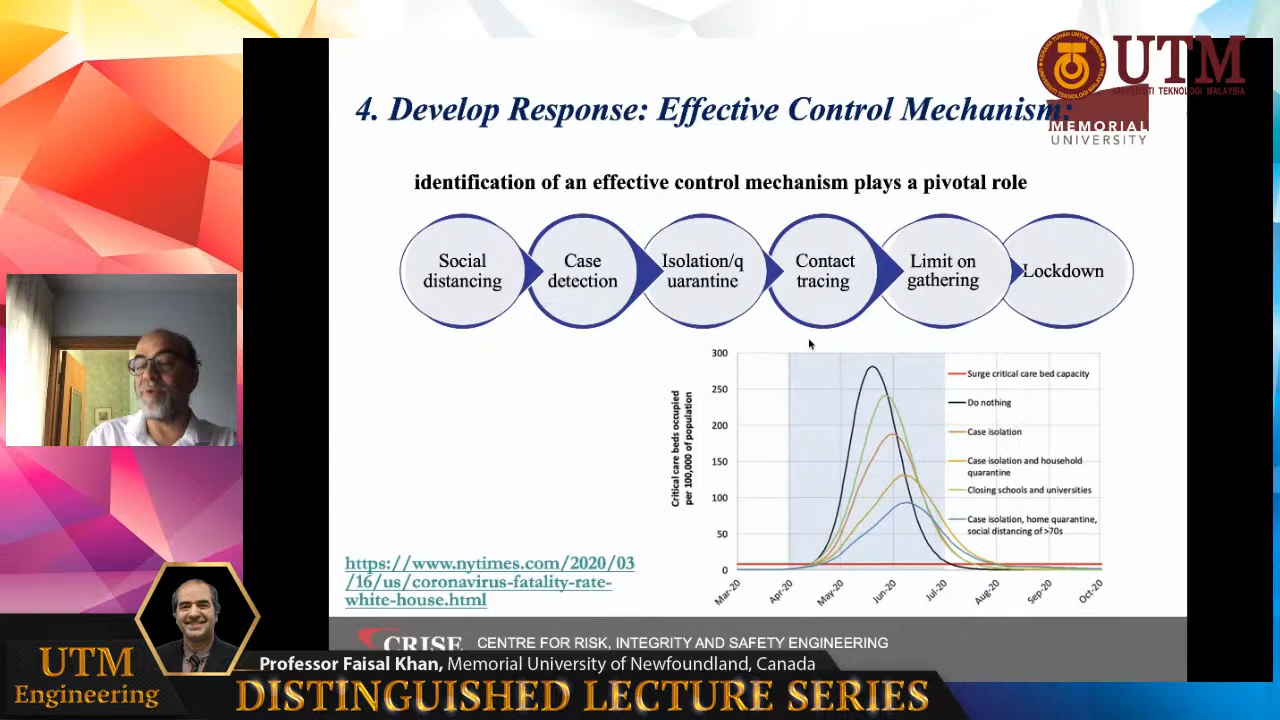 UTM
UNIVERSITI TEKNOLOGI MALAYSIA
MEMORIAL
UNIVERSITY
4. Develop Response: Effective Control Mechanism:
identification of an effective control mechanism plays a pivotal role
Social
distancing
Case
detection
Isolation/q
uarantine
Contact
tracing
Limit on
gathering
Lockdown
Critical care beds occupied
per 100,000 of population
300
250
200
150
100
50
0
Mar-20
Apr-20
May-20
Jun-20
Jul-20
Aug-20
Sep-20
Oct-20
Surge critical care bed capacity
Do nothing
Case isolation
Case isolation and household
quarantine
Closing schools and universities
Case isolation, home quarantine,
social distancing of >70s
https://www.nytimes.com/2020/03
/16/us/coronavirus-fatality-rate-
white-house.html
CRISE CENTRE FOR RISK, INTEGRITY AND SAFETY ENGINEERING
Professor Faisal Khan, Memorial University of Newfoundland, Canada
UTM
Engineering
DISTINGUISHED LECTURE SERIES